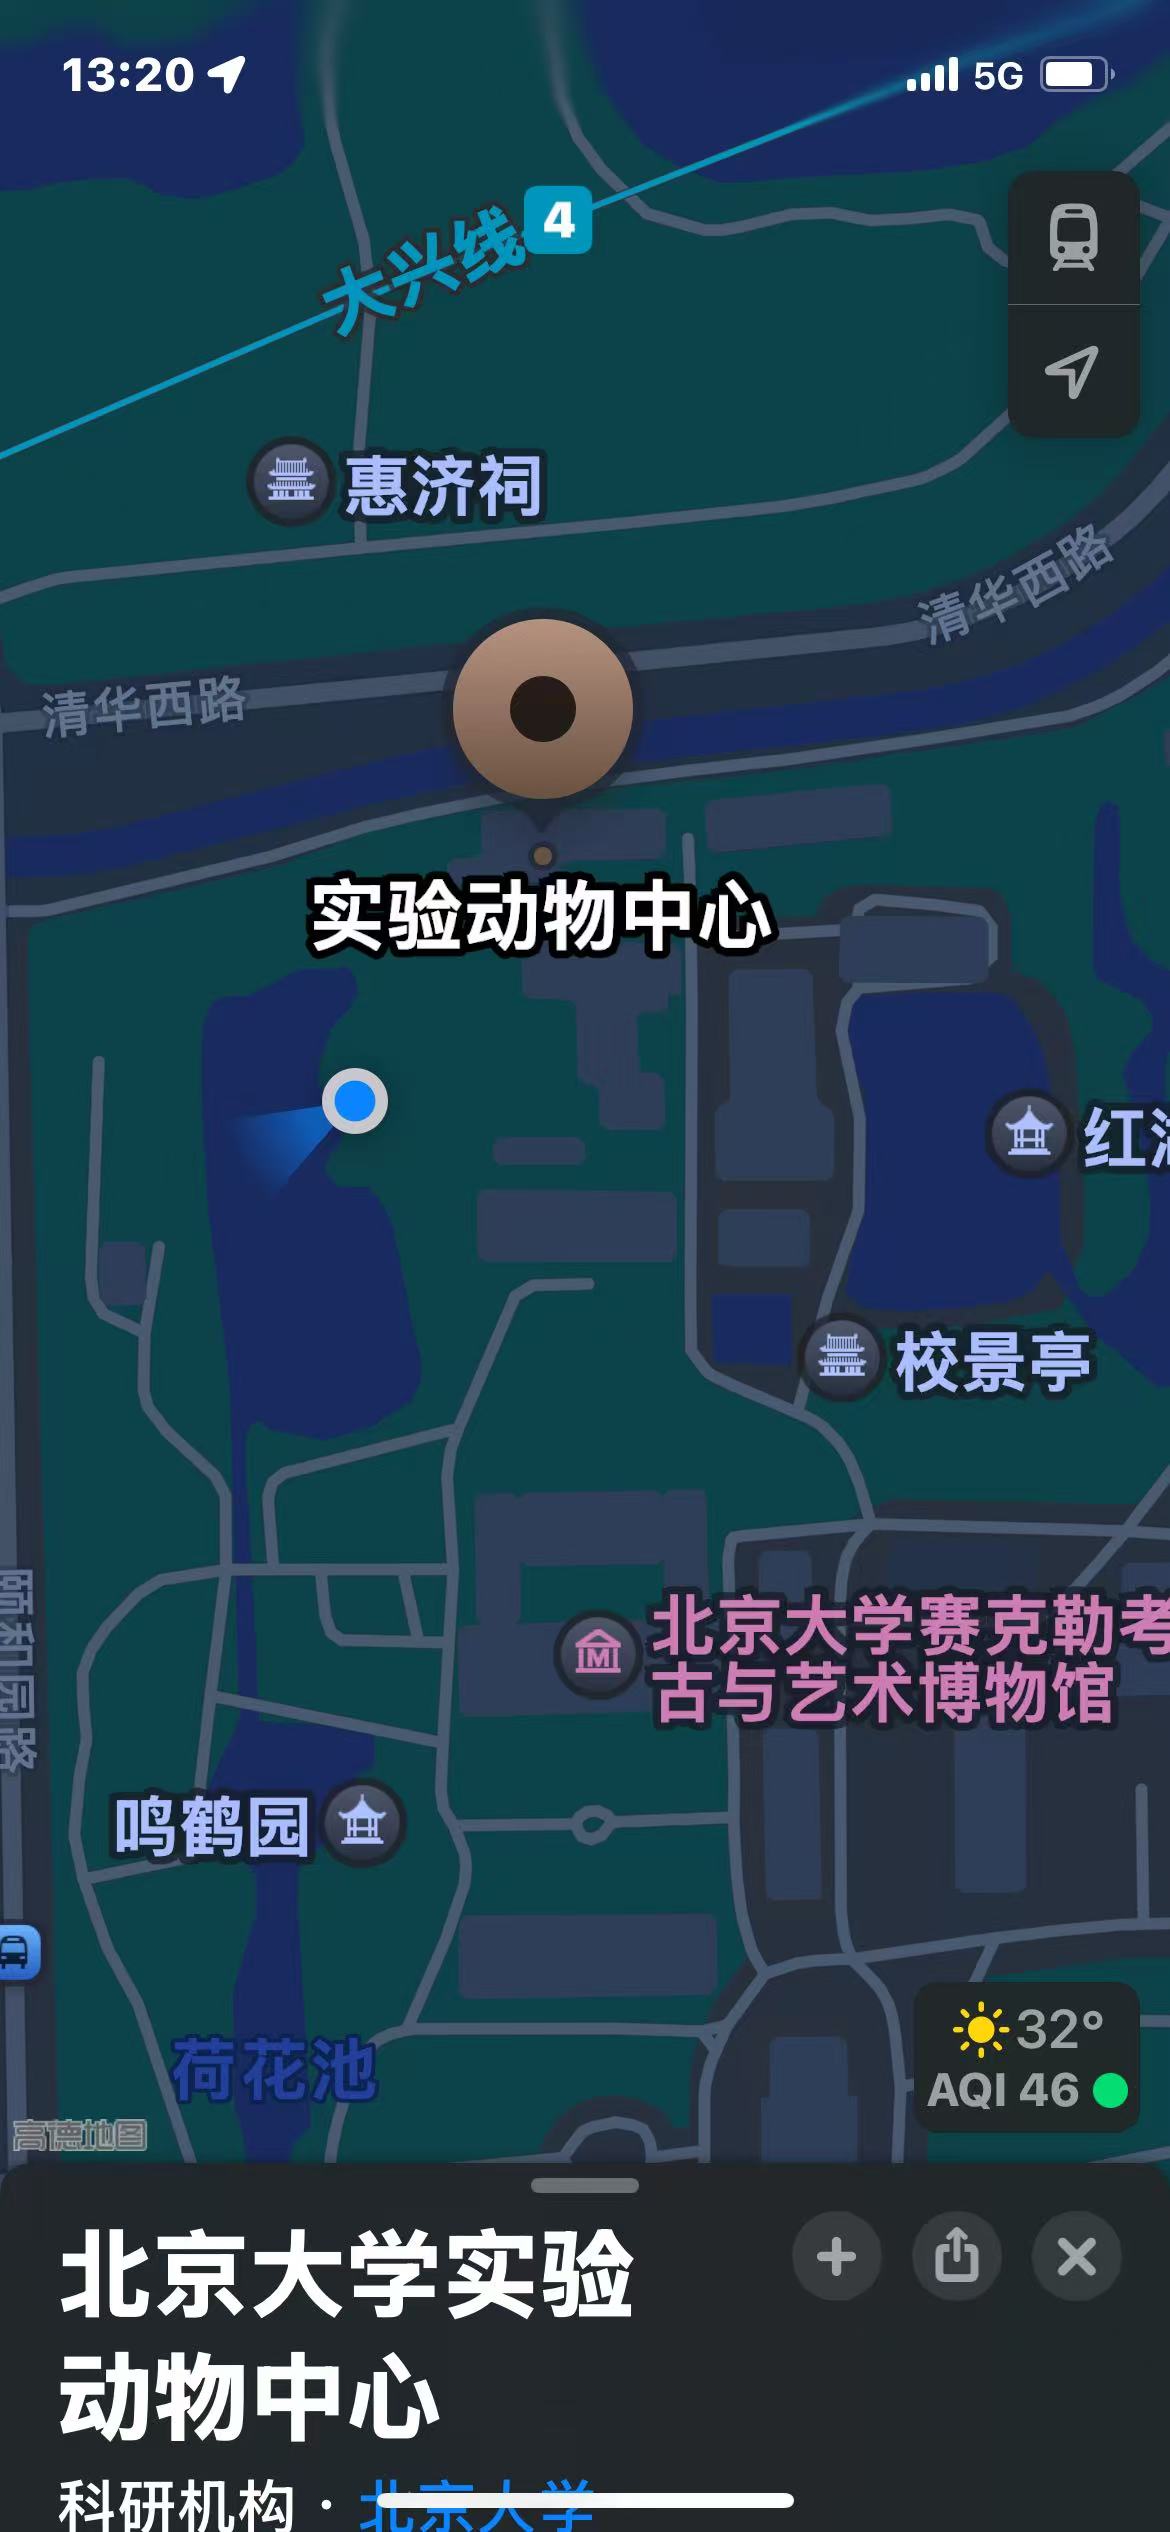 13:20
5G
大兴线
4
惠济祠
清华西路
清华西路
实验动物中心
红
校景亭
北京大学赛克勒考
古与艺术博物馆
颐和园路
鸣鹤园
荷花池
32°
AQI 46
高德地图
北京大学实验
动物中心
科研机构 · 北京大学